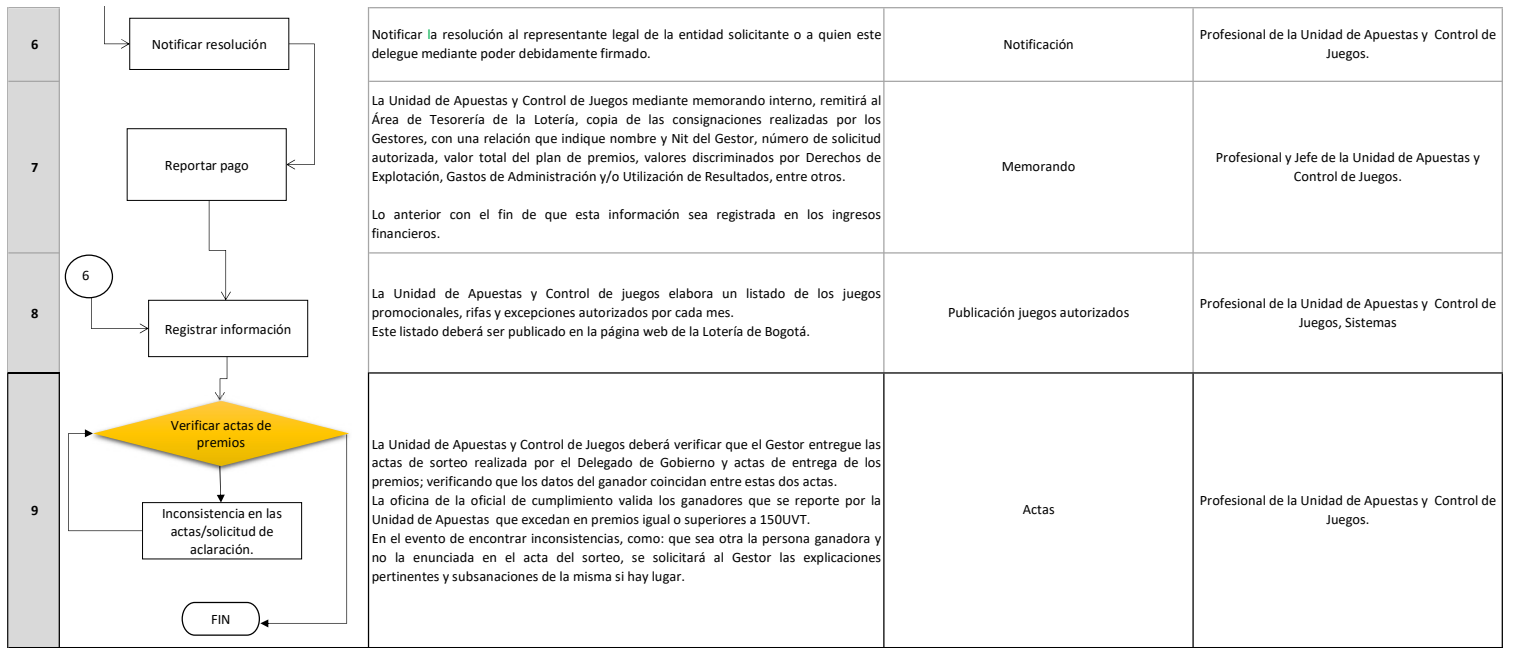 6
Notificar resolución
Notificar la resolución al representante legal de la entidad solicitante o a quien este
delegue mediante poder debidamente firmado.
Notificación
Profesional de la Unidad de Apuestas y  Control de
Juegos.
7
Reportar pago
La Unidad de Apuestas y Control de Juegos mediante memorando interno, remitirá al
Área de Tesorería de la Lotería, copia de las consignaciones realizadas por los
Gestores, con una relación que indique nombre y Nit del Gestor, número de solicitud
autorizada, valor total del plan de premios, valores discriminados por Derechos de
Explotación, Gastos de Administración y/o Utilización de Resultados, entre otros.
Lo anterior con el fin de que esta información sea registrada en los ingresos
financieros.
Memorando
Profesional y Jefe de la Unidad de Apuestas y
Control de Juegos.
8
6
Registrar información
La Unidad de Apuestas y Control de juegos elabora un listado de los juegos
promocionales, rifas y excepciones autorizados por cada mes.
Este listado deberá ser publicado en la página web de la Lotería de Bogotá.
Publicación juegos autorizados
Profesional de la Unidad de Apuestas y  Control de
Juegos, Sistemas
9
Verificar actas de
premios
Inconsistencia en las
actas/solicitud de
aclaración.
FIN
La Unidad de Apuestas y Control de Juegos deberá verificar que el Gestor entregue las
actas de sorteo realizada por el Delegado de Gobierno y actas de entrega de los
premios; verificando que los datos del ganador coincidan entre estas dos actas.
La oficina de la oficial de cumplimiento valida los ganadores que se reporte por la
Unidad de Apuestas  que excedan en premios igual o superiores a 150UVT.
En el evento de encontrar inconsistencias, como: que sea otra la persona ganadora y
no la enunciada en el acta del sorteo, se solicitará al Gestor las explicaciones
pertinentes y subsanaciones de la misma si hay lugar.
Actas
Profesional de la Unidad de Apuestas y  Control de
Juegos.